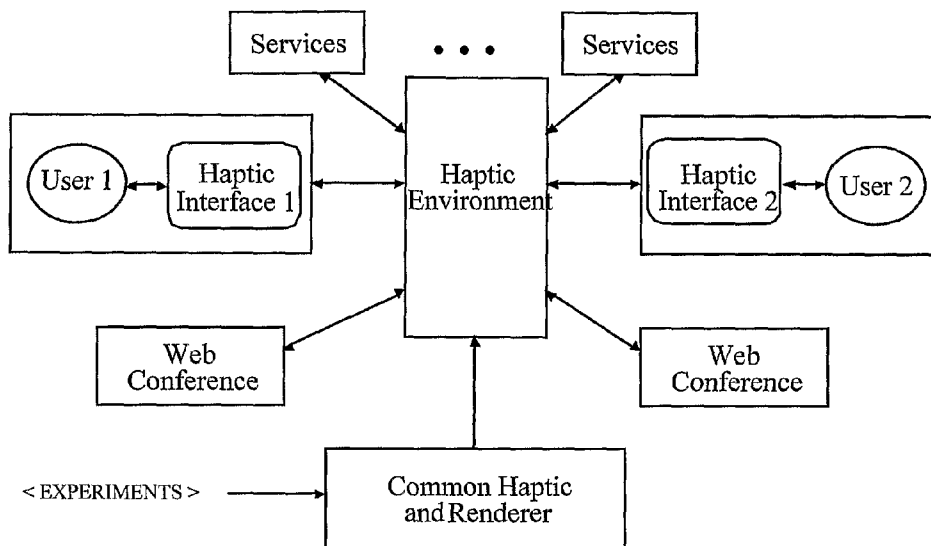 Services
Services
User 1
Haptic
Interface 1
Haptic
Environment
Haptic
Interface 2
User 2
Web
Conference
Web
Conference
< EXPERIMENTS >
Common Haptic
and Renderer